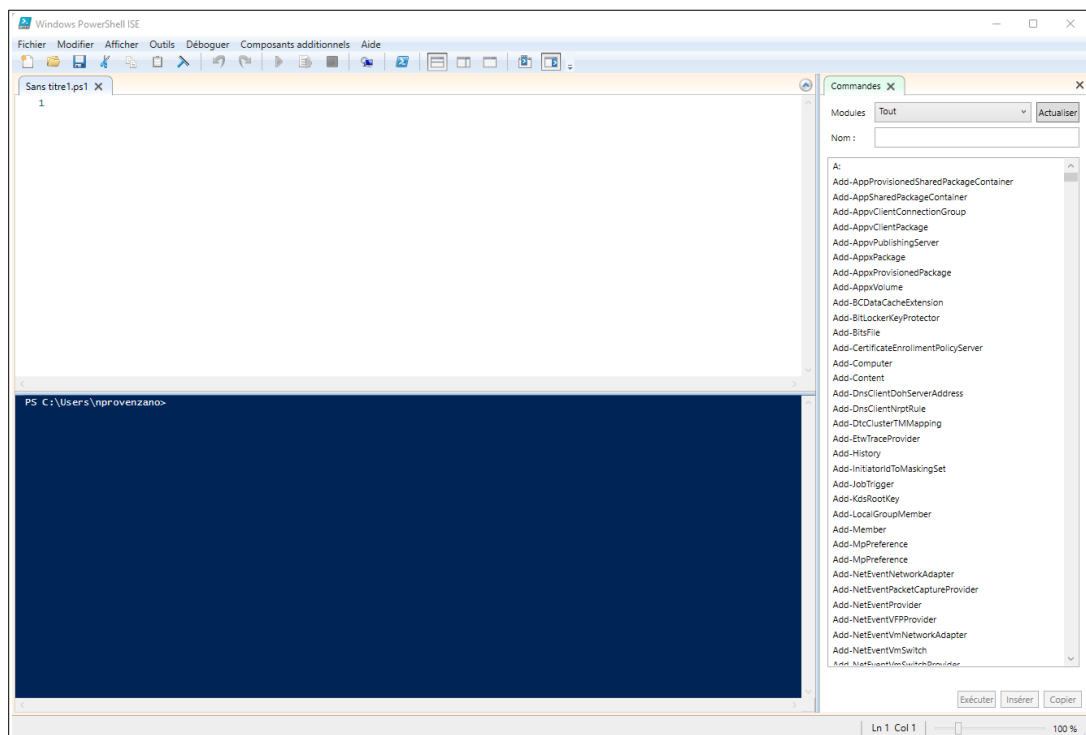 Windows PowerShell ISE
Fichier Modifier Afficher Outils Déboguer Composants additionnels Aide
Sans titre1.ps1
1
PS C:\Users\nprovenzano>
Commandes
Modules Tout Actualiser
Nom :
A:
Add-AppProvisionedSharedPackageContainer
Add-AppSharedPackageContainer
Add-AppvClientConnectionGroup
Add-AppvClientPackage
Add-AppvPublishingServer
Add-AppxPackage
Add-AppxProvisionedPackage
Add-AppxVolume
Add-BCDataCacheExtension
Add-BitLockerKeyProtector
Add-BitsFile
Add-CertificateEnrollmentPolicyServer
Add-Computer
Add-Content
Add-DnsClientDohServerAddress
Add-DnsClientNrptRule
Add-DtcClusterTMMapping
Add-EtwTraceProvider
Add-History
Add-InitiatorIdToMaskingSet
Add-JobTrigger
Add-KdsRootKey
Add-LocalGroupMember
Add-Member
Add-MpPreference
Add-MpPreference
Add-NetEventNetworkAdapter
Add-NetEventPacketCaptureProvider
Add-NetEventProvider
Add-NetEventVFPProvider
Add-NetEventVmNetworkAdapter
Add-NetEventVmSwitch
Add-NetEventVmSwitchProvider
Exécuter Insérer Copier
Ln 1 Col 1 100 %